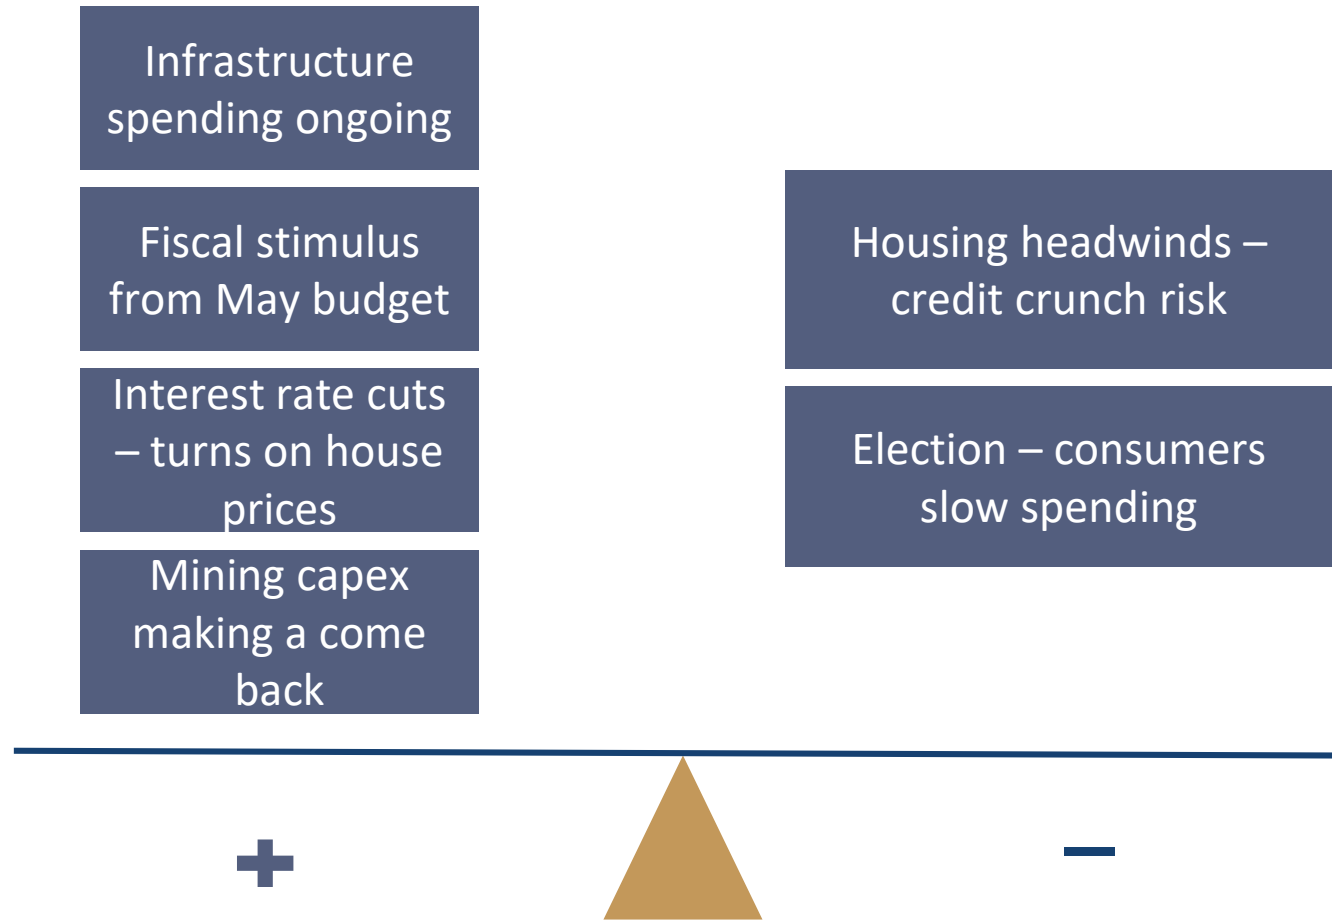 Infrastructure
spending ongoing
Fiscal stimulus
from May budget
Interest rate cuts
– turns on house
prices
Mining capex
making a come
back
Housing headwinds –
credit crunch risk
Election – consumers
slow spending
+
–